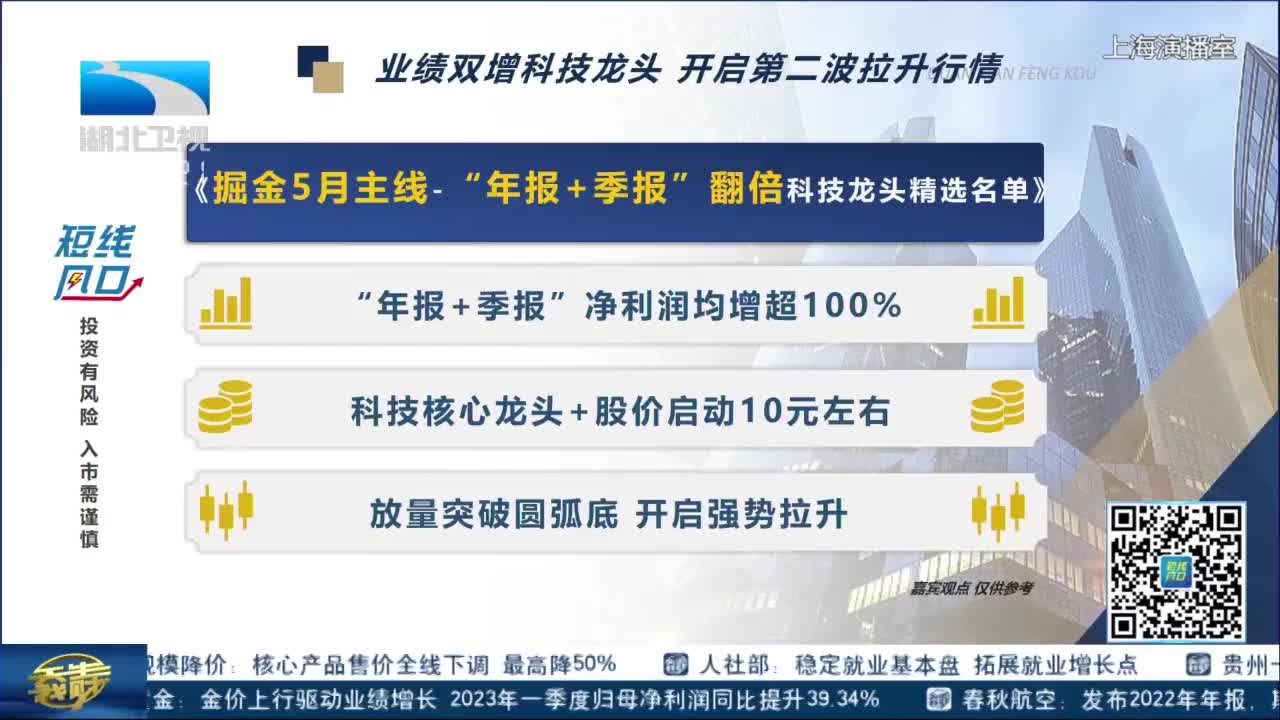 业绩双增科技龙头 开启第二波拉升行情
上海演播室
湖北卫视
《掘金5月主线-“年报+季报”翻倍科技龙头精选名单》
短线
风口
投资有风险 入市需谨慎
“年报+季报”净利润均增超100%
科技核心龙头+股价启动10元左右
放量突破圆弧底 开启强势拉升
嘉宾观点 仅供参考
短线
风口
模降价：核心产品售价全线下调 最高降50% 人社部：稳定就业基本盘 拓展就业增长点 贵州
金：金价上行驱动业绩增长 2023年一季度归母净利润同比提升39.34% 春秋航空：发布2022年年报，